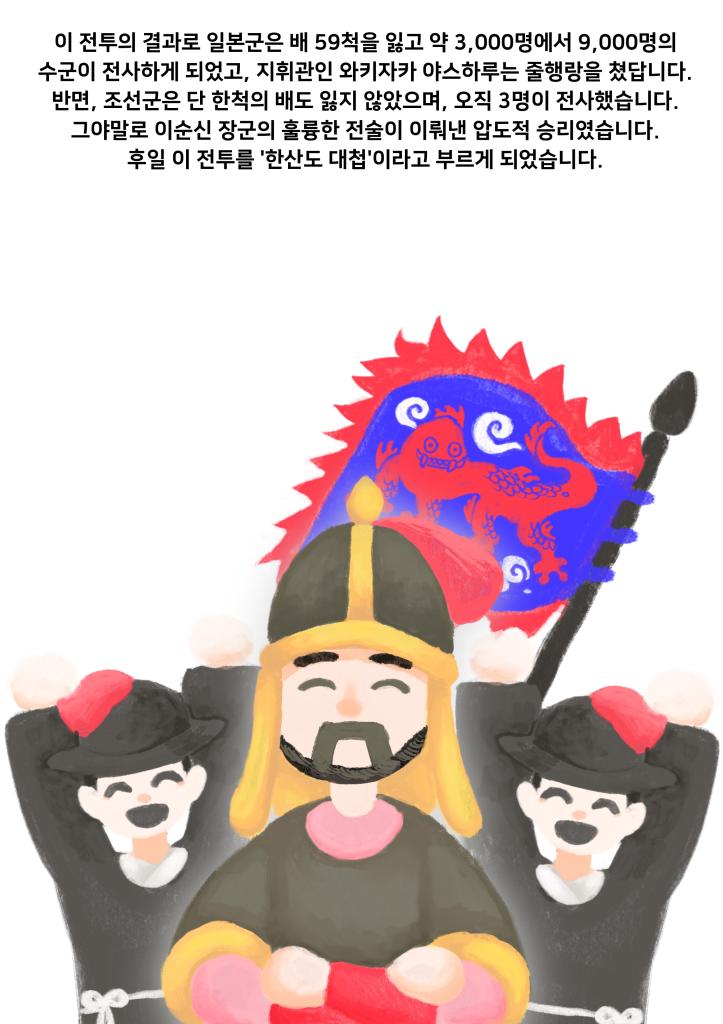 이 전투의 결과로 일본군은 배 59척을 잃고 약 3,000명에서 9,000명의
수군이 전사하게 되었고, 지휘관인 와키자카 야스하루는 줄행랑을 쳤답니다.
반면, 조선군은 단 한척의 배도 잃지 않았으며, 오직 3명이 전사했습니다.
그야말로 이순신 장군의 훌륭한 전술이 이뤄낸 압도적 승리였습니다.
후일 이 전투를 '한산도 대첩'이라고 부르게 되었습니다.